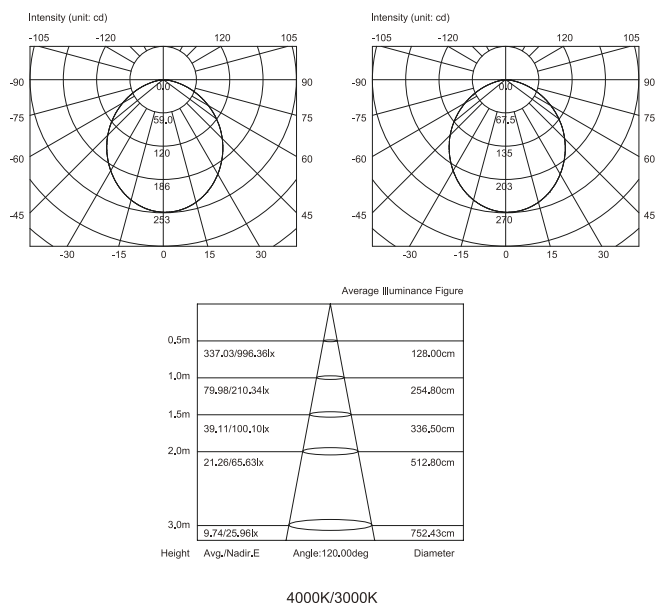 Intensity (unit: cd)
-105 -120 120 105
0.0
-90 90
59.0
-75 75
120
-60 60
186
-45 45
253
-30 -15 0 15 30
Intensity (unit: cd)
-105 -120 120 105
0.0
-90 90
67.5
-75 75
135
-60 60
203
-45 45
270
-30 -15 0 15 30
Average Illuminance Figure
0.5m
337.03/996.36lx 128.00cm
1.0m
79.98/210.34lx 254.80cm
1.5m
39.11/100.10lx 336.50cm
2.0m
21.26/65.63lx 512.80cm
3.0m
9.74/25.96lx 752.43cm
Height Avg./Nadir.E Angle:120.00deg Diameter
4000K/3000K